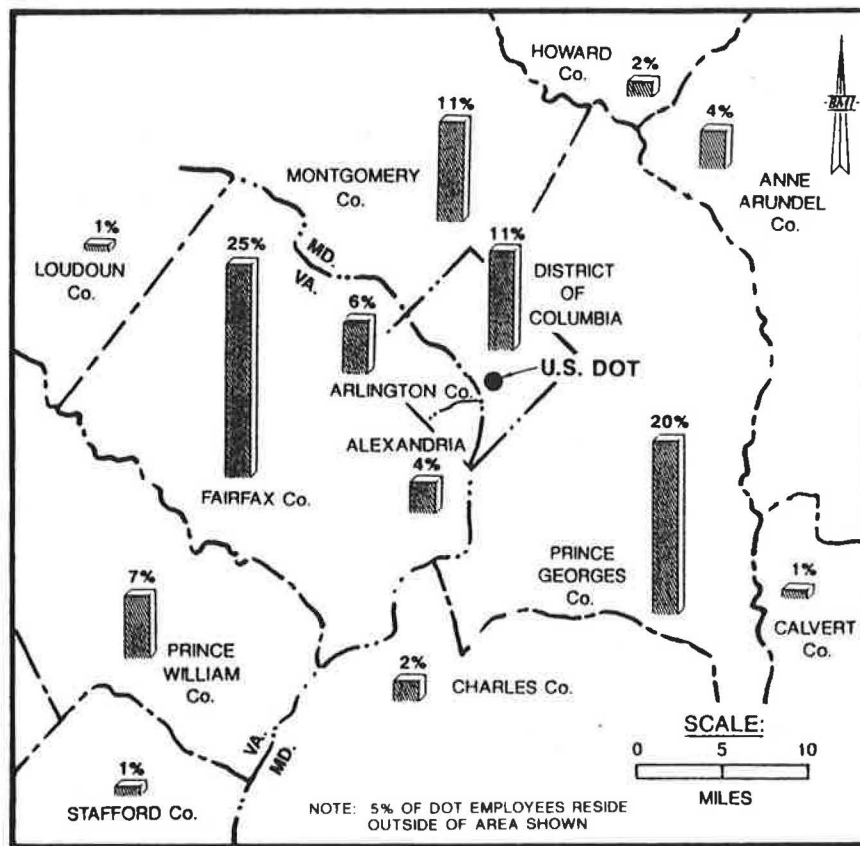 HOWARD
Co.
2%
11%
4%
BMI
MONTGOMERY
Co.
ANNE
ARUNDEL
Co.
1%
LOUDOUN
Co.
25%
MD.
VA.
11%
DISTRICT
OF
COLUMBIA
6%
ARLINGTON Co.
U.S. DOT
ALEXANDRIA
4%
20%
FAIRFAX Co.
PRINCE
GEORGES
Co.
7%
PRINCE
WILLIAM
Co.
1%
CALVERT
Co.
2%
CHARLES Co.
SCALE:
0 5 10
MILES
VA.
MD.
1%
STAFFORD Co.
NOTE: 5% OF DOT EMPLOYEES RESIDE
OUTSIDE OF AREA SHOWN